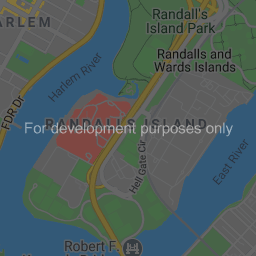 ARLEM
Randall's
Island Park
Randalls and
Wards Islands
Harlem River
FDR Dr
RANDALLS ISLAND
For development purposes only
Hell Gate Cir
East River
Robert F.